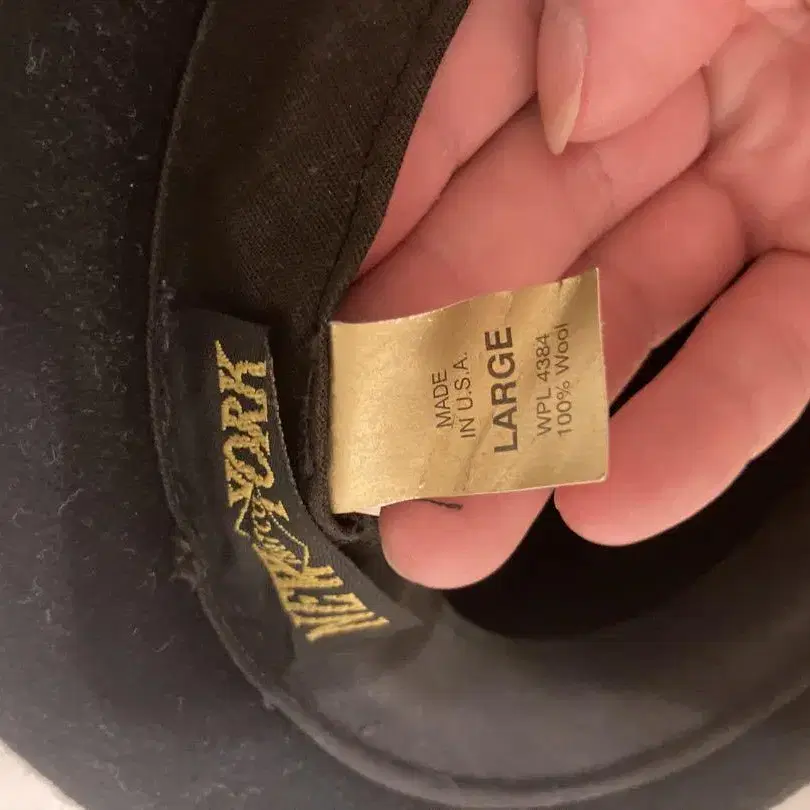 MADE
IN U.S.A.
LARGE
WPL 4384
100% Wool
NEW YORK